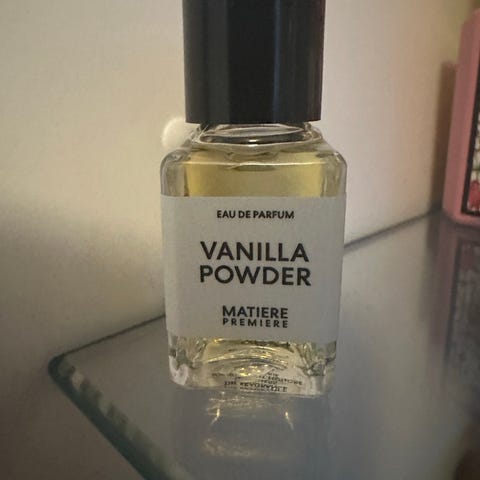 EAU DE PARFUM
VANILLA
POWDER
MATIERE
PREMIERE